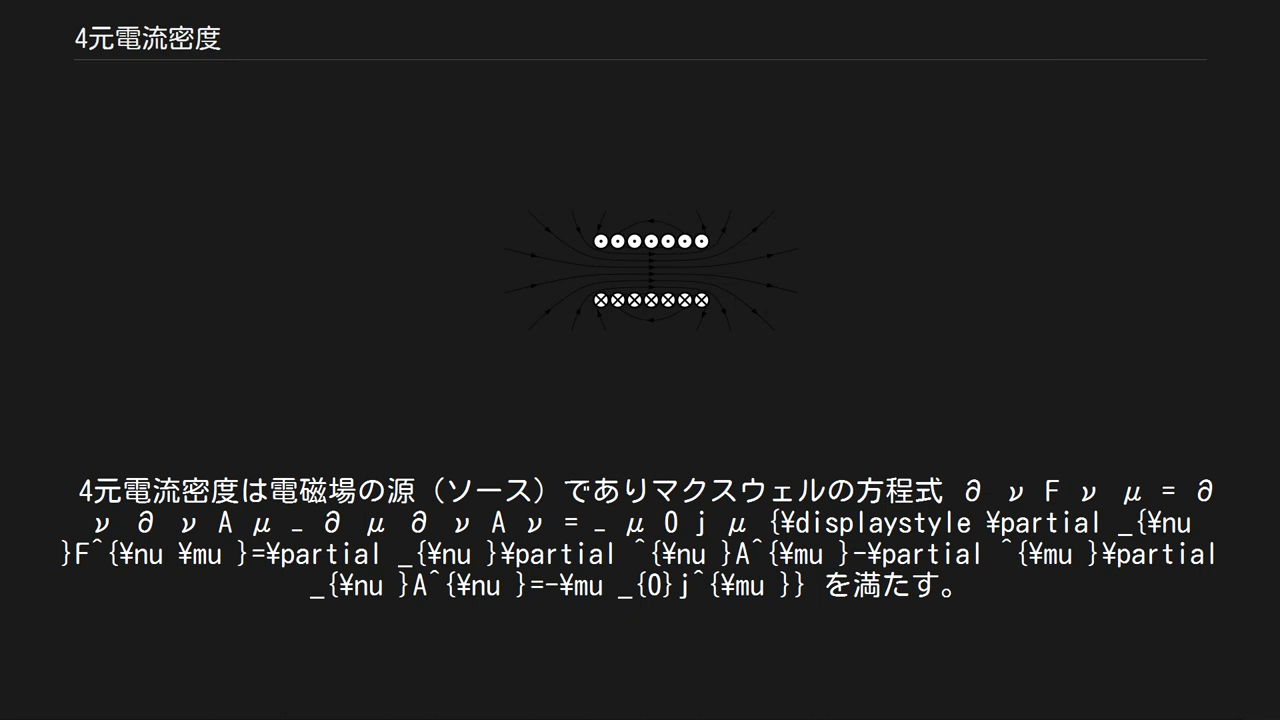 4元電流密度
4元電流密度は電磁場の源（ソース）でありマクスウェルの方程式 ∂ ν F ν μ = ∂
ν ∂ ν A μ − ∂ μ ∂ ν A ν = − μ 0 j μ {¥displaystyle ¥partial _{¥nu
}F^{¥nu ¥mu }=¥partial _{¥nu }¥partial ^{¥nu }A^{¥mu }-¥partial ^{¥mu }¥partial
_{¥nu }A^{¥nu }=-¥mu _{0}j^{¥mu }} を満たす。